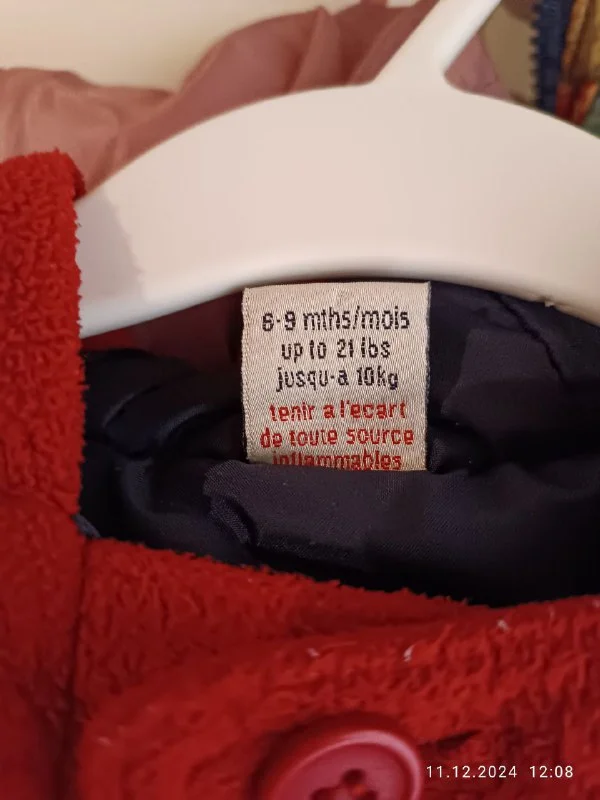 6-9 mths/mois
up to 21 lbs
jusqu-a 10kg
tenir a l'ecart
de toute source
inflammables
11.12.2024 12:08